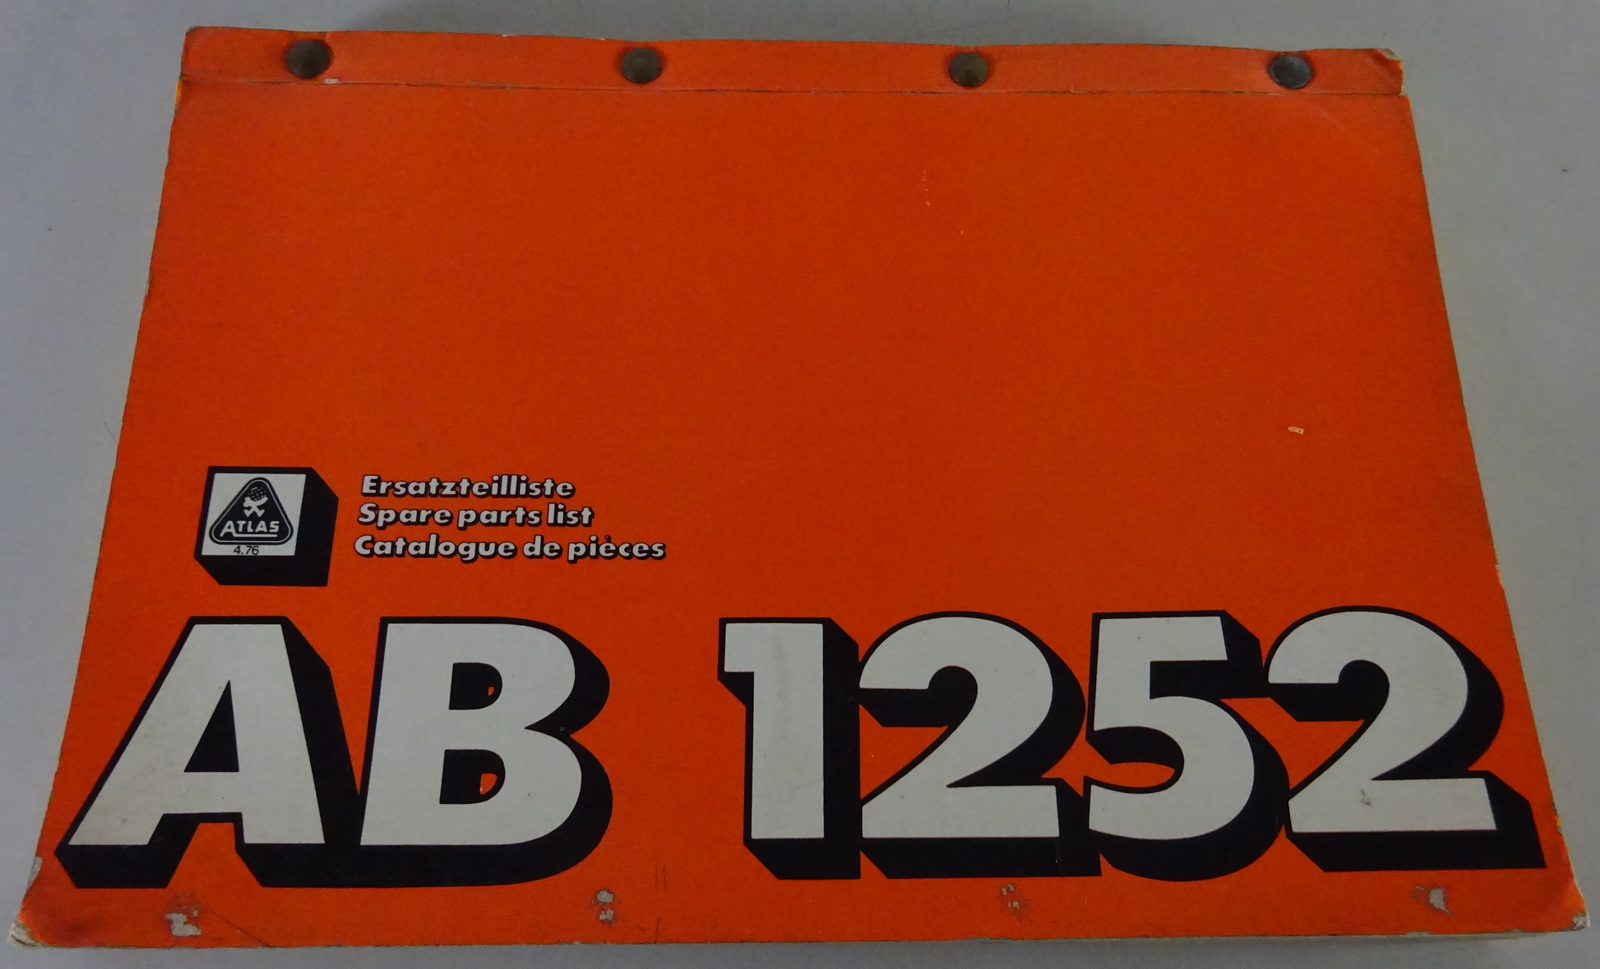 ATLAS
4.76
Ersatzteilliste
Spare parts list
Catalogue de pièces
AB 1252